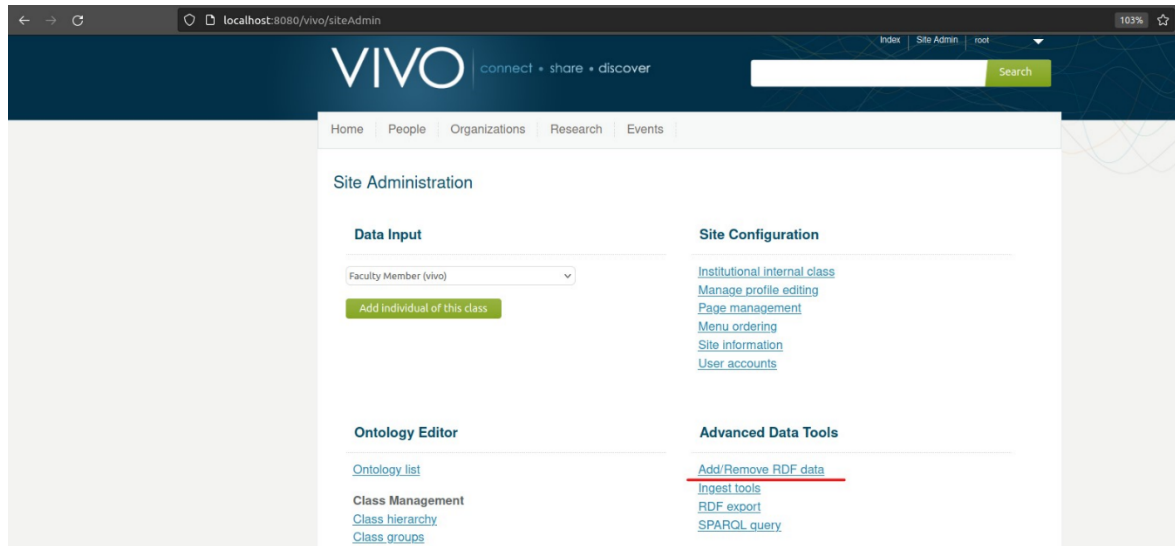 localhost:8080/vivo/siteAdmin
103%
Index Site Admin root
VIVO connect • share • discover
Search
Home People Organizations Research Events
Site Administration
Data Input
Faculty Member (vivo)
Add individual of this class
Site Configuration
Institutional internal class
Manage profile editing
Page management
Menu ordering
Site information
User accounts
Ontology Editor
Ontology list
Class Management
Class hierarchy
Class groups
Advanced Data Tools
Add/Remove RDF data
Ingest tools
RDF export
SPARQL query